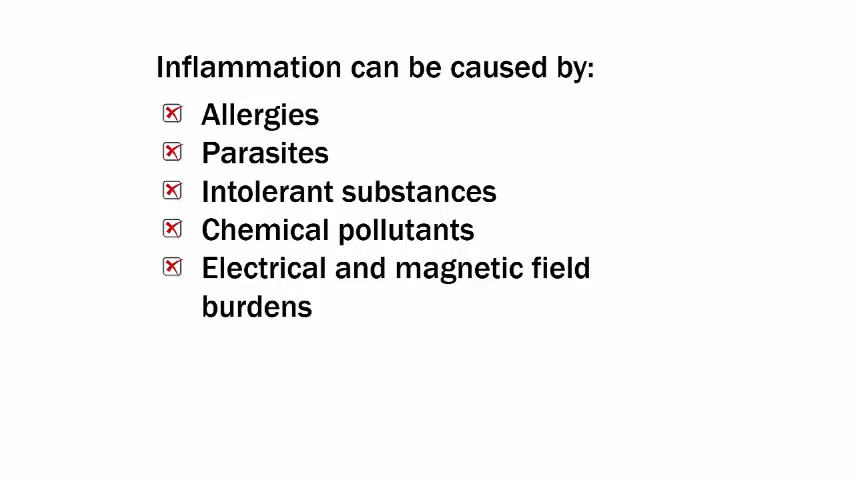 Inflammation can be caused by:
Allergies
Parasites
Intolerant substances
Chemical pollutants
Electrical and magnetic field
burdens